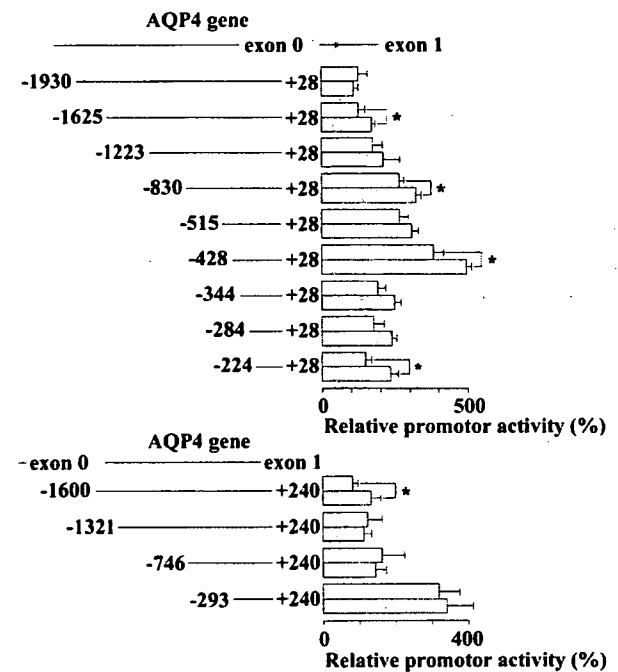 AQP4 gene
exon 0 exon 1
-1930 +28
-1625 +28 *
-1223 +28
-830 +28 *
-515 +28
-428 +28 *
-344 +28
-284 +28
-224 +28 *
0 500
Relative promotor activity (%)
AQP4 gene
exon 0 exon 1
-1600 +240 *
-1321 +240
-746 +240
-293 +240
0 400
Relative promotor activity (%)